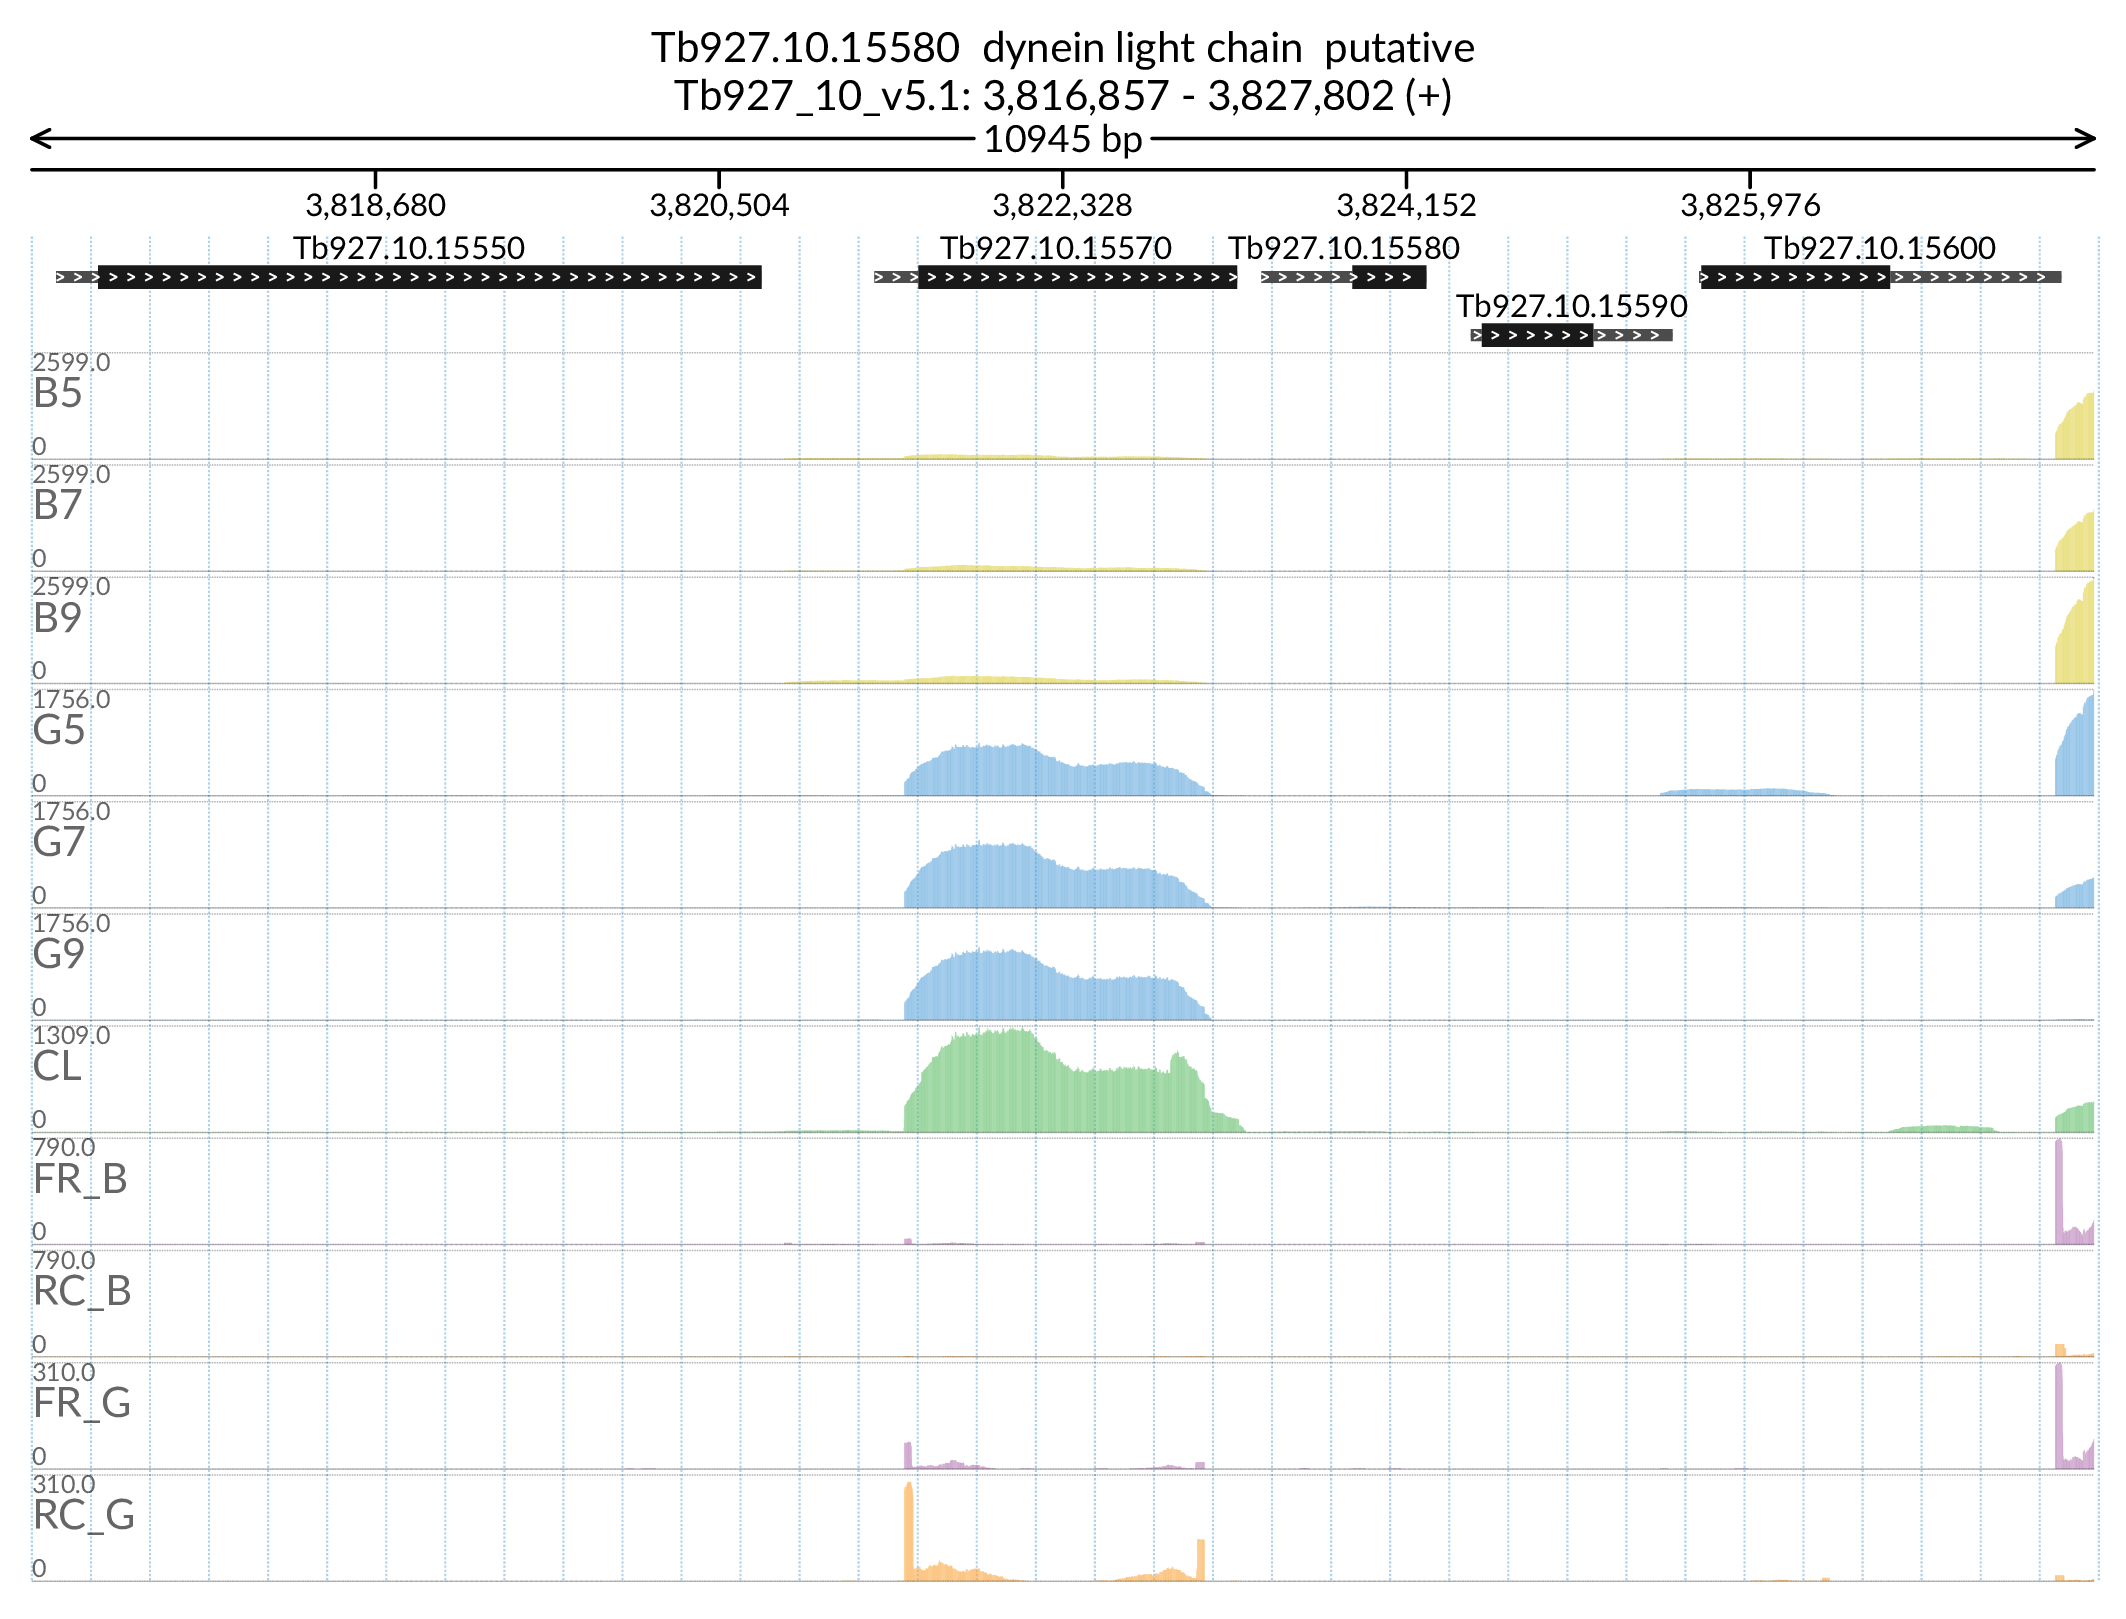 Tb927.10.15580  dynein light chain  putative
Tb927_10_v5.1: 3,816,857 - 3,827,802 (+)
10945 bp
3,818,680 3,820,504 3,822,328 3,824,152 3,825,976
Tb927.10.15550 Tb927.10.15570 Tb927.10.15580 Tb927.10.15600
Tb927.10.15590
2599.0
B5
0
2599.0
B7
0
2599.0
B9
0
1756.0
G5
0
1756.0
G7
0
1756.0
G9
0
1309.0
CL
0
790.0
FR_B
0
790.0
RC_B
0
310.0
FR_G
0
310.0
RC_G
0